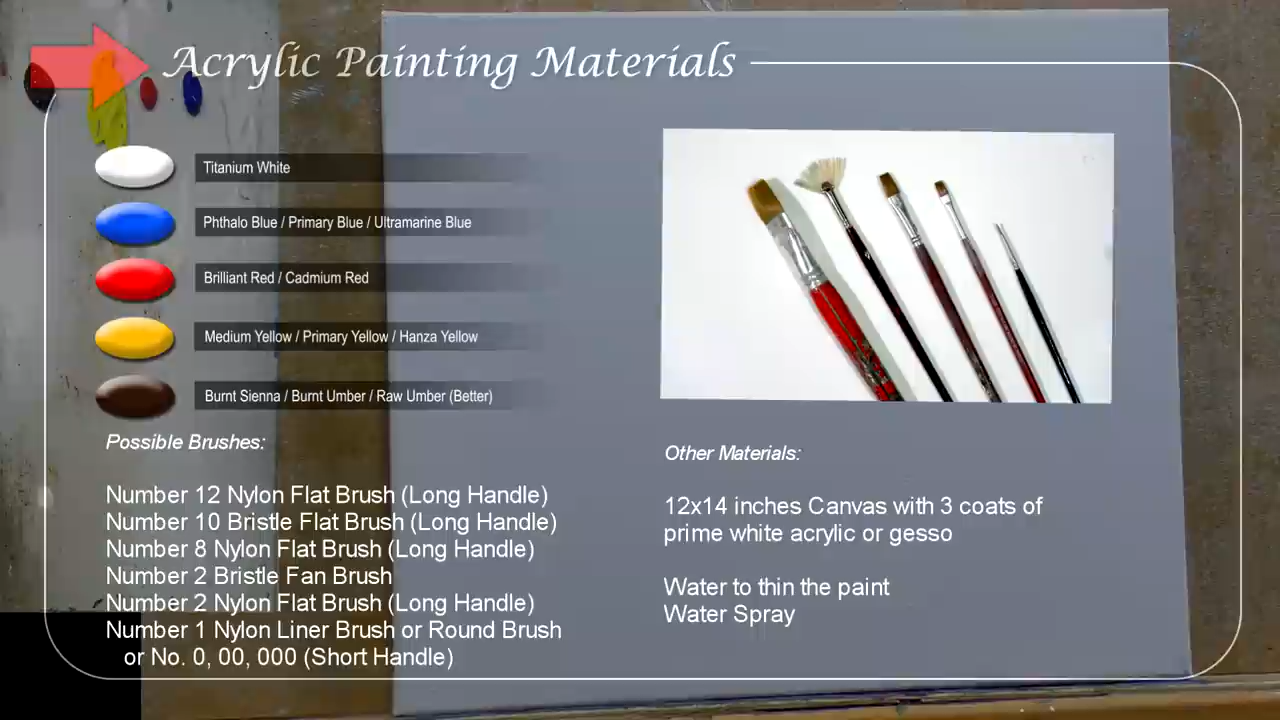 Acrylic Painting Materials
Titanium White
Phthalo Blue / Primary Blue / Ultramarine Blue
Brilliant Red / Cadmium Red
Medium Yellow / Primary Yellow / Hanza Yellow
Burnt Sienna / Burnt Umber / Raw Umber (Better)
Possible Brushes:
Number 12 Nylon Flat Brush (Long Handle)
Number 10 Bristle Flat Brush (Long Handle)
Number 8 Nylon Flat Brush (Long Handle)
Number 2 Bristle Fan Brush
Number 2 Nylon Flat Brush (Long Handle)
Number 1 Nylon Liner Brush or Round Brush
or No. 0, 00, 000 (Short Handle)
Other Materials:
12x14 inches Canvas with 3 coats of
prime white acrylic or gesso
Water to thin the paint
Water Spray